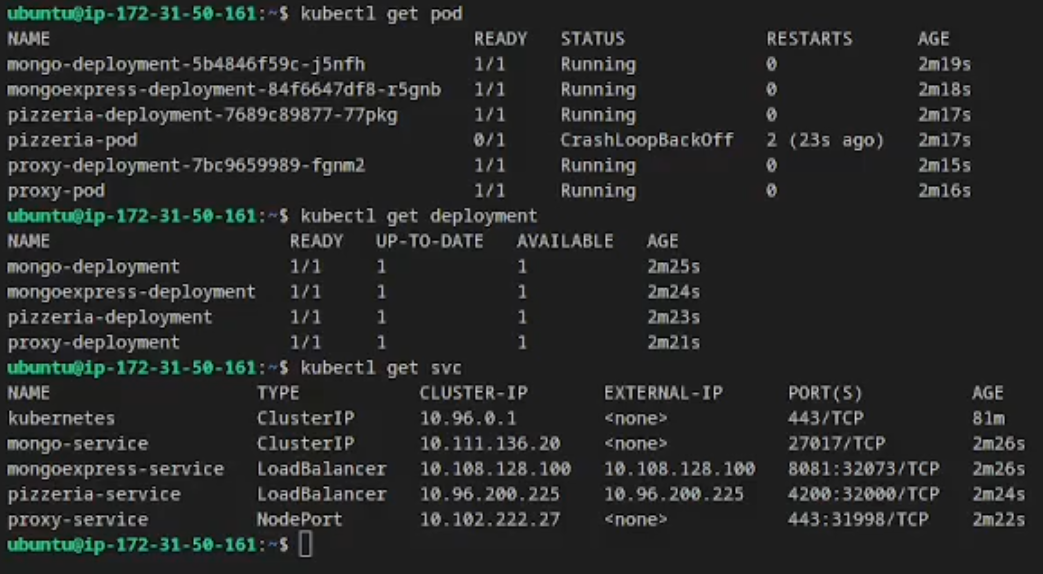 ubuntu@ip-172-31-50-161:~$ kubectl get pod
NAME READY STATUS RESTARTS AGE
mongo-deployment-5b4846f59c-j5nfh 1/1 Running 0 2m19s
mongoexpress-deployment-84f6647df8-r5gnb 1/1 Running 0 2m18s
pizzeria-deployment-7689c89877-77pkg 1/1 Running 0 2m17s
pizzeria-pod 0/1 CrashLoopBackOff 2 (23s ago) 2m17s
proxy-deployment-7bc9659989-fgnm2 1/1 Running 0 2m15s
proxy-pod 1/1 Running 0 2m16s
ubuntu@ip-172-31-50-161:~$ kubectl get deployment
NAME READY UP-TO-DATE AVAILABLE AGE
mongo-deployment 1/1 1 1 2m25s
mongoexpress-deployment 1/1 1 1 2m24s
pizzeria-deployment 1/1 1 1 2m23s
proxy-deployment 1/1 1 1 2m21s
ubuntu@ip-172-31-50-161:~$ kubectl get svc
NAME TYPE CLUSTER-IP EXTERNAL-IP PORT(S) AGE
kubernetes ClusterIP 10.96.0.1 <none> 443/TCP 81m
mongo-service ClusterIP 10.111.136.20 <none> 27017/TCP 2m26s
mongoexpress-service LoadBalancer 10.108.128.100 10.108.128.100 8081:32073/TCP 2m26s
pizzeria-service LoadBalancer 10.96.200.225 10.96.200.225 4200:32000/TCP 2m24s
proxy-service NodePort 10.102.222.27 <none> 443:31998/TCP 2m22s
ubuntu@ip-172-31-50-161:~$